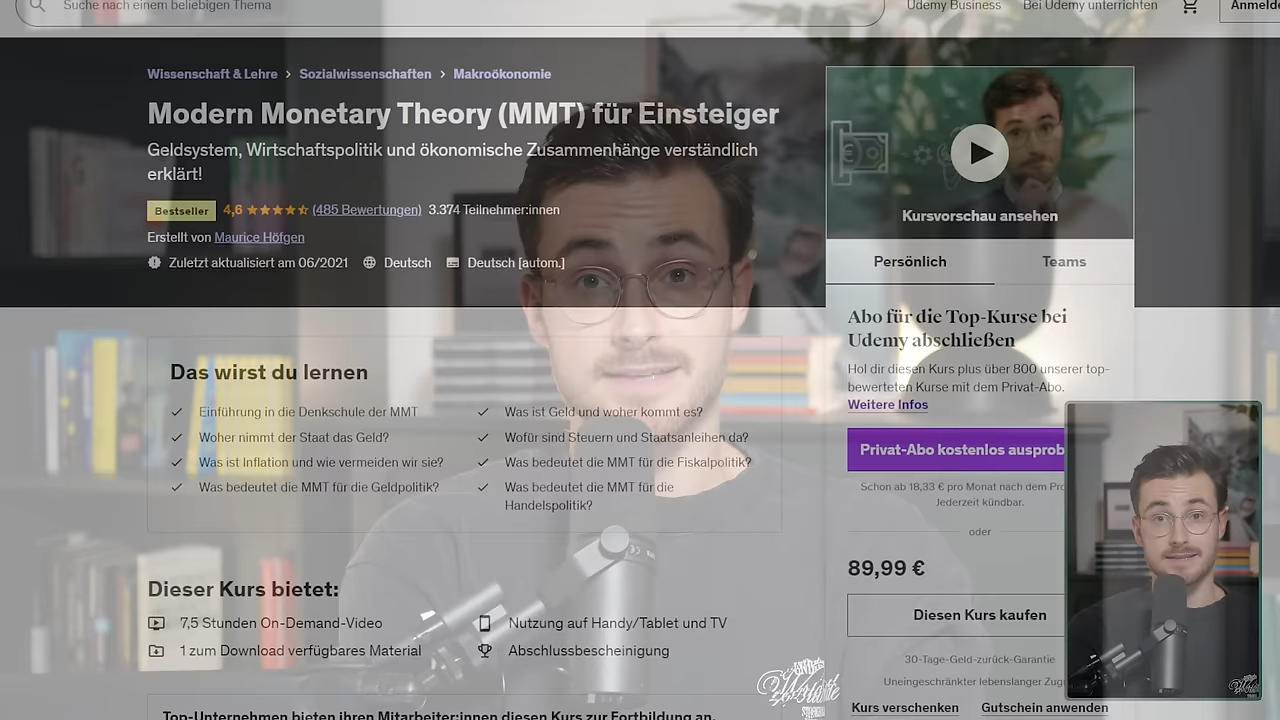 Suche nach einem beliebigen Thema
Udemy Business
Bei Udemy unterrichten
Anmelde
Wissenschaft & Lehre > Sozialwissenschaften > Makroökonomie
Modern Monetary Theory (MMT) für Einsteiger
Geldsystem, Wirtschaftspolitik und ökonomische Zusammenhänge verständlich
erklärt!
Bestseller 4,6 (485 Bewertungen) 3.374 Teilnehmer:innen
Erstellt von Maurice Höfgen
Zuletzt aktualisiert am 06/2021 Deutsch Deutsch [autom.]
Kursvorschau ansehen
Persönlich Teams
Abo für die Top-Kurse bei
Udemy abschließen
Hol dir diesen Kurs plus über 800 unserer top-
bewerteten Kurse mit dem Privat-Abo.
Weitere Infos
Privat-Abo kostenlos ausprob
Schon ab 18,33 € pro Monat nach dem Pro
Jederzeit kündbar.
oder
89,99 €
Diesen Kurs kaufen
30-Tage-Geld-zurück-Garantie
Uneingeschränkter lebenslanger Zug
Kurs verschenken Gutschein anwenden
Das wirst du lernen
Einführung in die Denkschule der MMT
Woher nimmt der Staat das Geld?
Was ist Inflation und wie vermeiden wir sie?
Was bedeutet die MMT für die Geldpolitik?
Was ist Geld und woher kommt es?
Wofür sind Steuern und Staatsanleihen da?
Was bedeutet die MMT für die Fiskalpolitik?
Was bedeutet die MMT für die
Handelspolitik?
Dieser Kurs bietet:
7,5 Stunden On-Demand-Video
1 zum Download verfügbares Material
Nutzung auf Handy/Tablet und TV
Abschlussbescheinigung
Top-Unternehmen bieten ihren Mitarbeiter:innen diesen Kurs zur Fortbildung an.